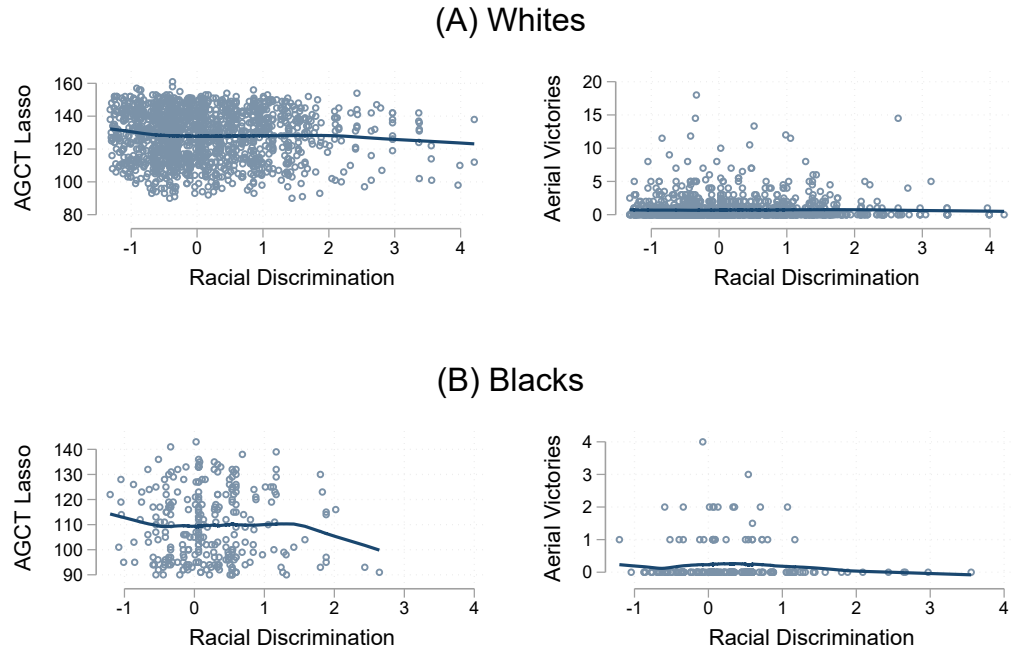 (A) Whites
AGCT Lasso
160
140
120
100
80
-1 0 1 2 3 4
Racial Discrimination
Aerial Victories
20
15
10
5
0
-1 0 1 2 3 4
Racial Discrimination
(B) Blacks
AGCT Lasso
140
130
120
110
100
90
-1 0 1 2 3 4
Racial Discrimination
Aerial Victories
4
3
2
1
0
-1 0 1 2 3 4
Racial Discrimination